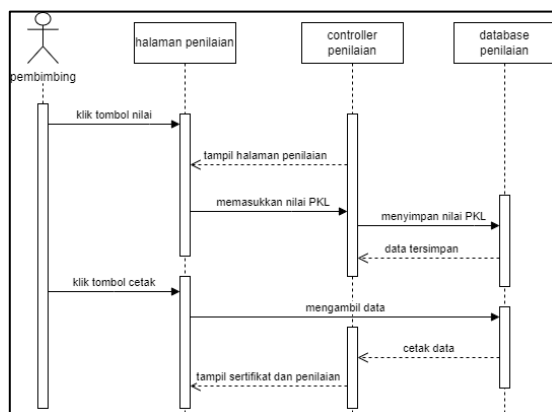 halaman penilaian
controller
penilaian
database
penilaian
pembimbing
klik tombol nilai
tampil halaman penilaian
memasukkan nilai PKL
menyimpan nilai PKL
data tersimpan
klik tombol cetak
mengambil data
cetak data
tampil sertifikat dan penilaian